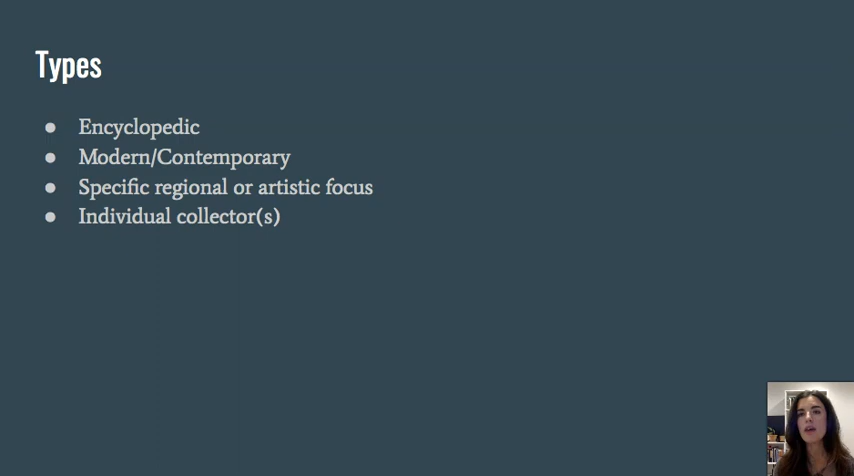 Types
● Encyclopedic
● Modern/Contemporary
● Specific regional or artistic focus
● Individual collector(s)